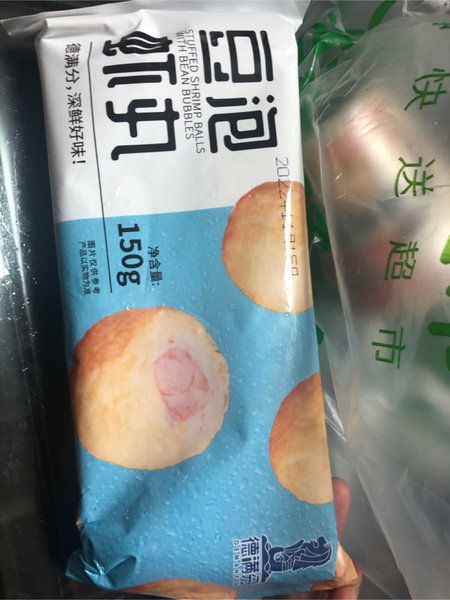 豆泡
虾丸
STUFFED SHRIMP BALLS
WITH BEAN BUBBLES
德满分,深鲜好味!
净含量:
150g
图片仅供参考
产品以实物为准
德满分
快送超市